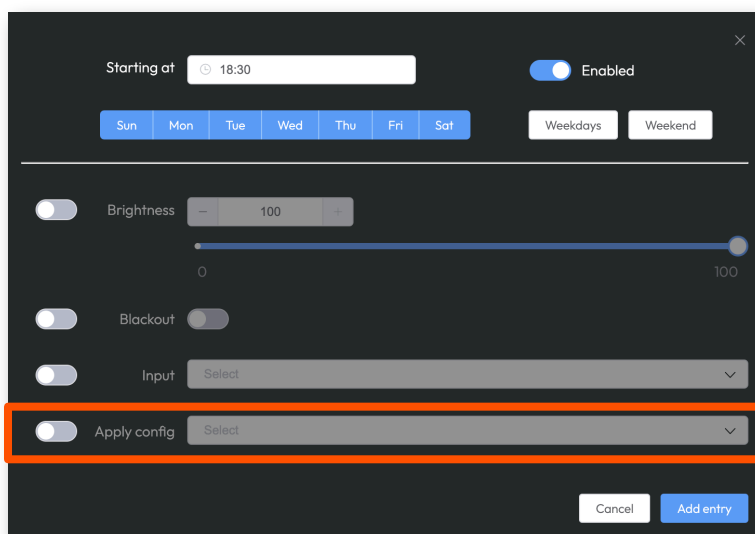 Starting at 18:30 Enabled
Sun Mon Tue Wed Thu Fri Sat Weekdays Weekend
Brightness − 100 +
0 100
Blackout
Input Select
Apply config Select
Cancel Add entry